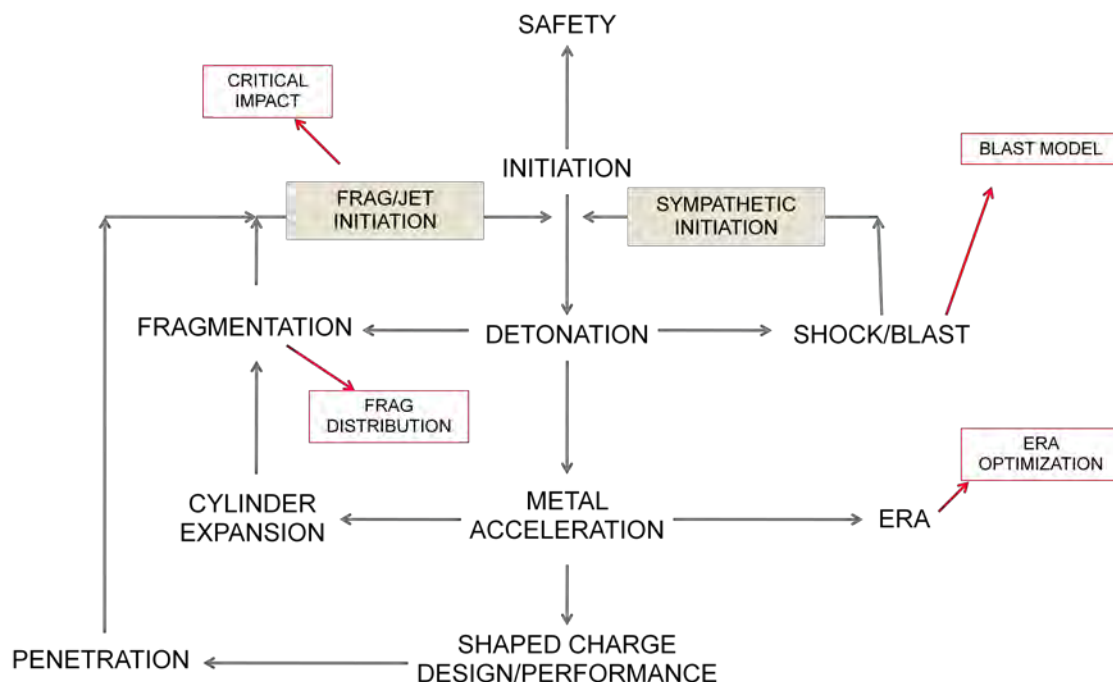 SAFETY
CRITICAL
IMPACT
BLAST MODEL
INITIATION
FRAG/JET
INITIATION
SYMPATHETIC
INITIATION
FRAGMENTATION
DETONATION
SHOCK/BLAST
FRAG
DISTRIBUTION
ERA
OPTIMIZATION
CYLINDER
EXPANSION
METAL
ACCELERATION
ERA
PENETRATION
SHAPED CHARGE
DESIGN/PERFORMANCE